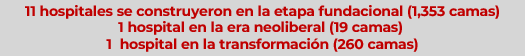 11 hospitales se construyeron en la etapa fundacional (1,353 camas)
1 hospital en la era neoliberal (19 camas)
1 hospital en la transformación (260 camas)